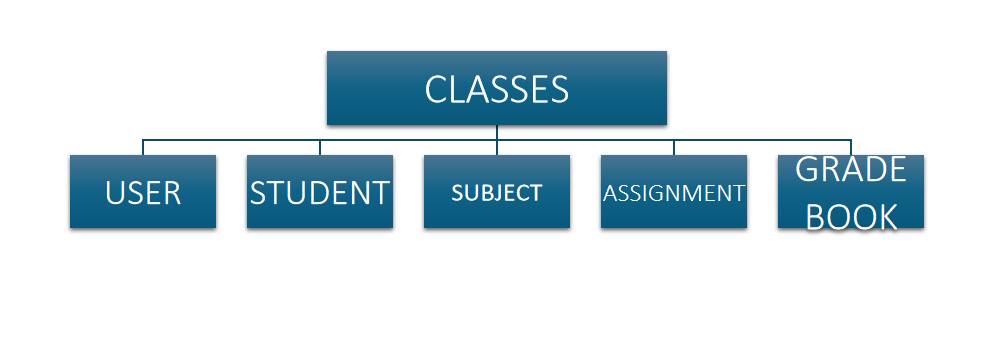 CLASSES
USER
STUDENT
SUBJECT
ASSIGNMENT
GRADE
BOOK